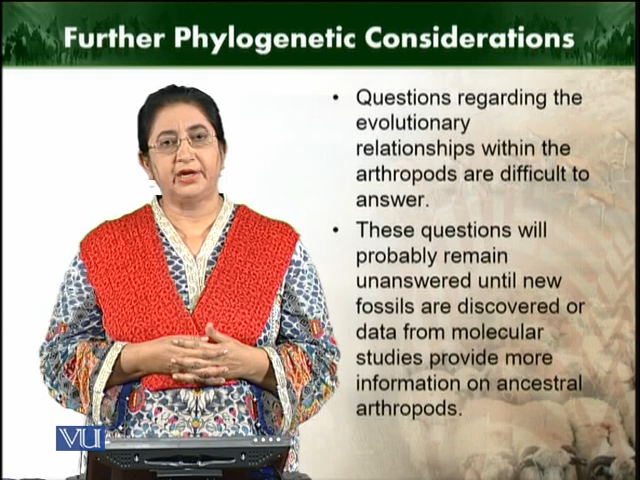 Further Phylogenetic Considerations
• Questions regarding the
evolutionary
relationships within the
arthropods are difficult to
answer.
• These questions will
probably remain
unanswered until new
fossils are discovered or
data from molecular
studies provide more
information on ancestral
arthropods.
VU